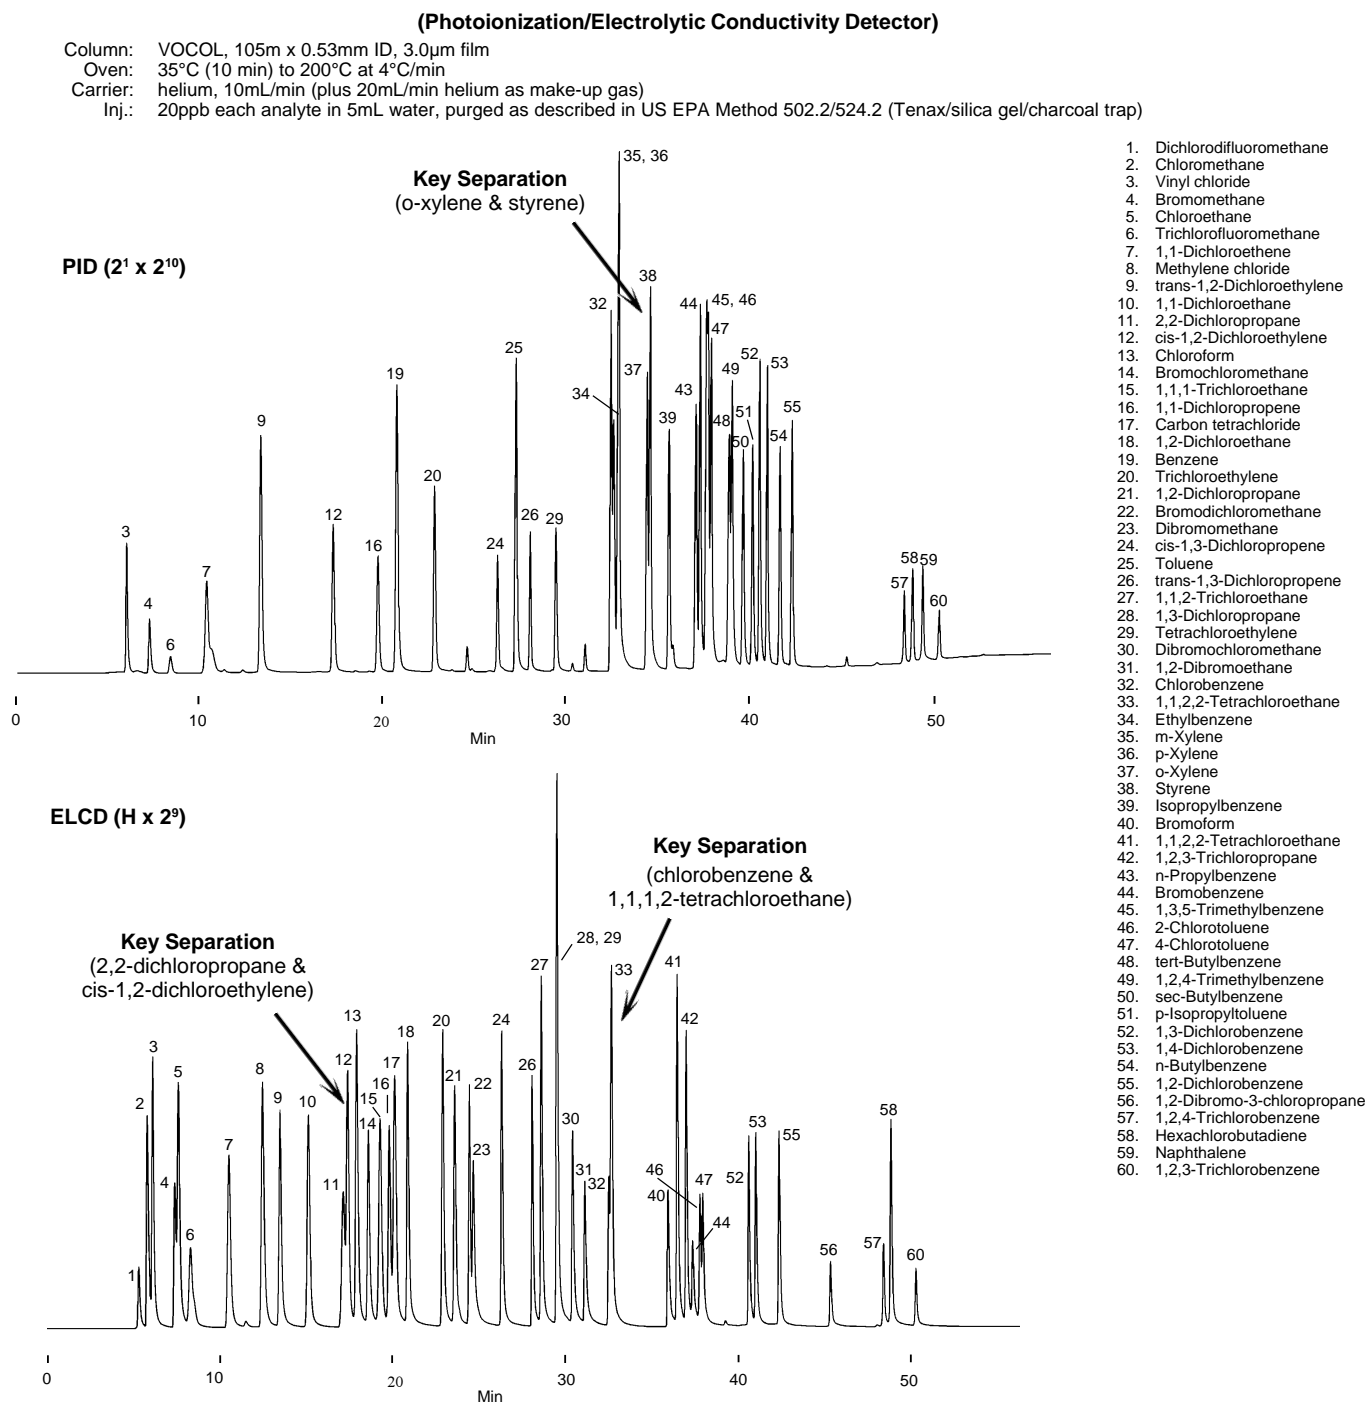 (Photoionization/Electrolytic Conductivity Detector)
Column: VOCOL, 105m x 0.53mm ID, 3.0µm film
Oven: 35°C (10 min) to 200°C at 4°C/min
Carrier: helium, 10mL/min (plus 20mL/min helium as make-up gas)
Inj.: 20ppb each analyte in 5mL water, purged as described in US EPA Method 502.2/524.2 (Tenax/silica gel/charcoal trap)
PID (2¹ x 2¹⁰)
Key Separation
(o-xylene & styrene)
3
4
6
7
9
12
16
19
20
24
25
26
29
32
34
35, 36
37
38
39
43
44
45, 46
47
48
49
50
51
52
53
54
55
57
58
59
60
0 10 20 30 40 50
Min
ELCD (H x 2⁹)
Key Separation
(2,2-dichloropropane &
cis-1,2-dichloroethylene)
Key Separation
(chlorobenzene &
1,1,1,2-tetrachloroethane)
1
2
3
4
5
6
7
8
9
10
11
12
13
14
15
16
17
18
20
21
22
23
24
26
27
28, 29
30
31
32
33
40
41
42
46
47
44
52
53
55
56
57
58
60
0 10 20 30 40 50
Min
1. Dichlorodifluoromethane
2. Chloromethane
3. Vinyl chloride
4. Bromomethane
5. Chloroethane
6. Trichlorofluoromethane
7. 1,1-Dichloroethene
8. Methylene chloride
9. trans-1,2-Dichloroethylene
10. 1,1-Dichloroethane
11. 2,2-Dichloropropane
12. cis-1,2-Dichloroethylene
13. Chloroform
14. Bromochloromethane
15. 1,1,1-Trichloroethane
16. 1,1-Dichloropropene
17. Carbon tetrachloride
18. 1,2-Dichloroethane
19. Benzene
20. Trichloroethylene
21. 1,2-Dichloropropane
22. Bromodichloromethane
23. Dibromomethane
24. cis-1,3-Dichloropropene
25. Toluene
26. trans-1,3-Dichloropropene
27. 1,1,2-Trichloroethane
28. 1,3-Dichloropropane
29. Tetrachloroethylene
30. Dibromochloromethane
31. 1,2-Dibromoethane
32. Chlorobenzene
33. 1,1,2,2-Tetrachloroethane
34. Ethylbenzene
35. m-Xylene
36. p-Xylene
37. o-Xylene
38. Styrene
39. Isopropylbenzene
40. Bromoform
41. 1,1,2,2-Tetrachloroethane
42. 1,2,3-Trichloropropane
43. n-Propylbenzene
44. Bromobenzene
45. 1,3,5-Trimethylbenzene
46. 2-Chlorotoluene
47. 4-Chlorotoluene
48. tert-Butylbenzene
49. 1,2,4-Trimethylbenzene
50. sec-Butylbenzene
51. p-Isopropyltoluene
52. 1,3-Dichlorobenzene
53. 1,4-Dichlorobenzene
54. n-Butylbenzene
55. 1,2-Dichlorobenzene
56. 1,2-Dibromo-3-chloropropane
57. 1,2,4-Trichlorobenzene
58. Hexachlorobutadiene
59. Naphthalene
60. 1,2,3-Trichlorobenzene